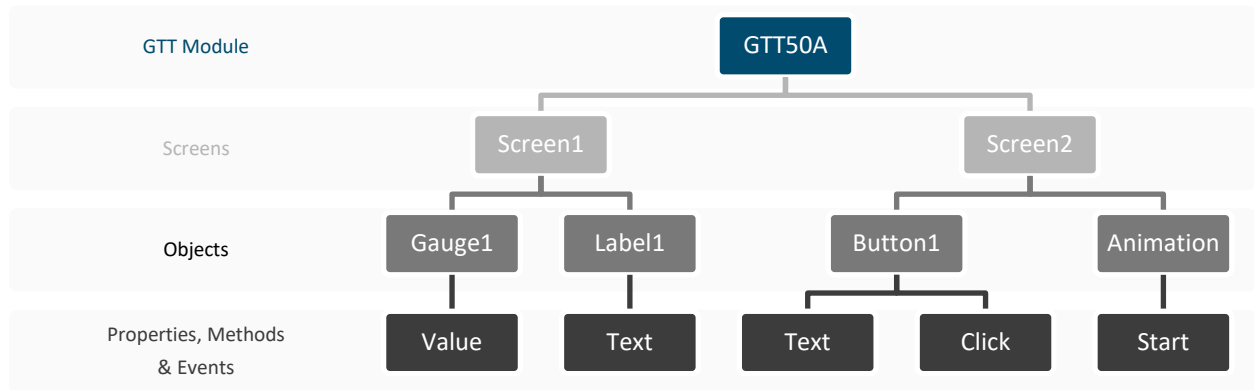 GTT Module
GTT50A
Screens
Screen1
Screen2
Objects
Gauge1
Label1
Button1
Animation
Properties, Methods
& Events
Value
Text
Text
Click
Start